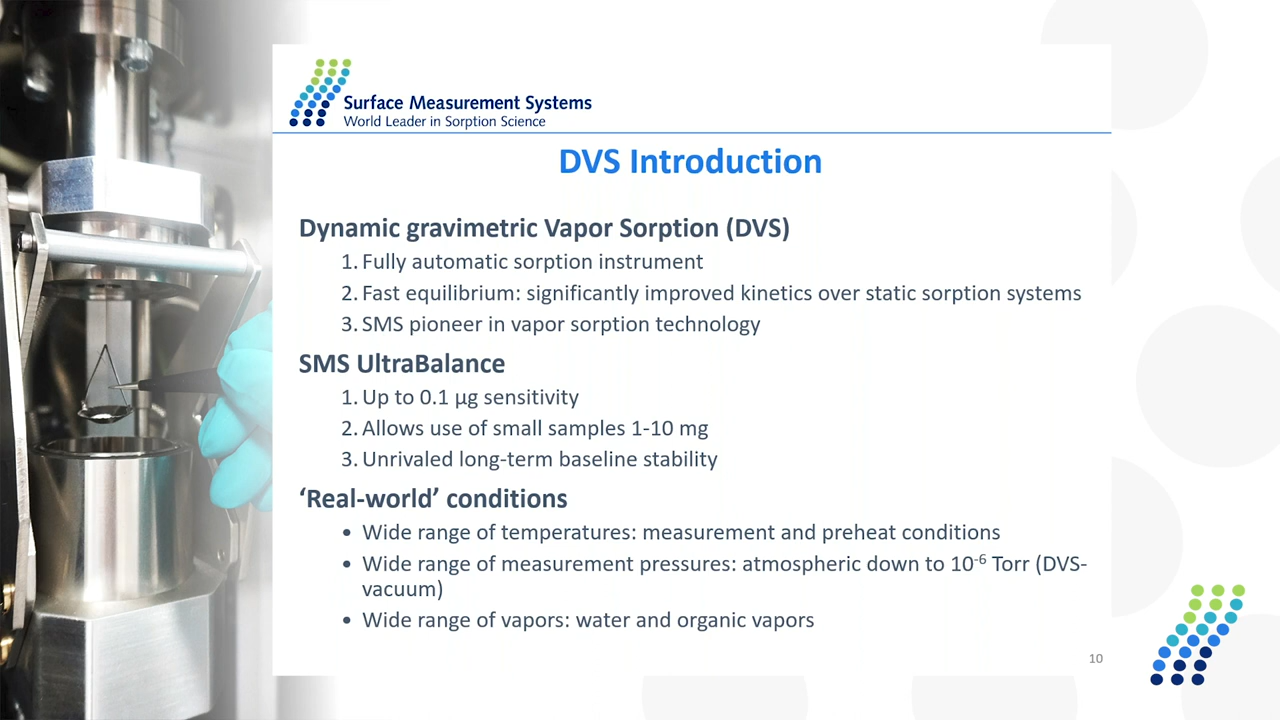 Surface Measurement Systems
World Leader in Sorption Science
DVS Introduction
Dynamic gravimetric Vapor Sorption (DVS)
1. Fully automatic sorption instrument
2. Fast equilibrium: significantly improved kinetics over static sorption systems
3. SMS pioneer in vapor sorption technology
SMS UltraBalance
1. Up to 0.1 µg sensitivity
2. Allows use of small samples 1-10 mg
3. Unrivaled long-term baseline stability
‘Real-world’ conditions
• Wide range of temperatures: measurement and preheat conditions
• Wide range of measurement pressures: atmospheric down to 10⁻⁶ Torr (DVS-
vacuum)
• Wide range of vapors: water and organic vapors
10